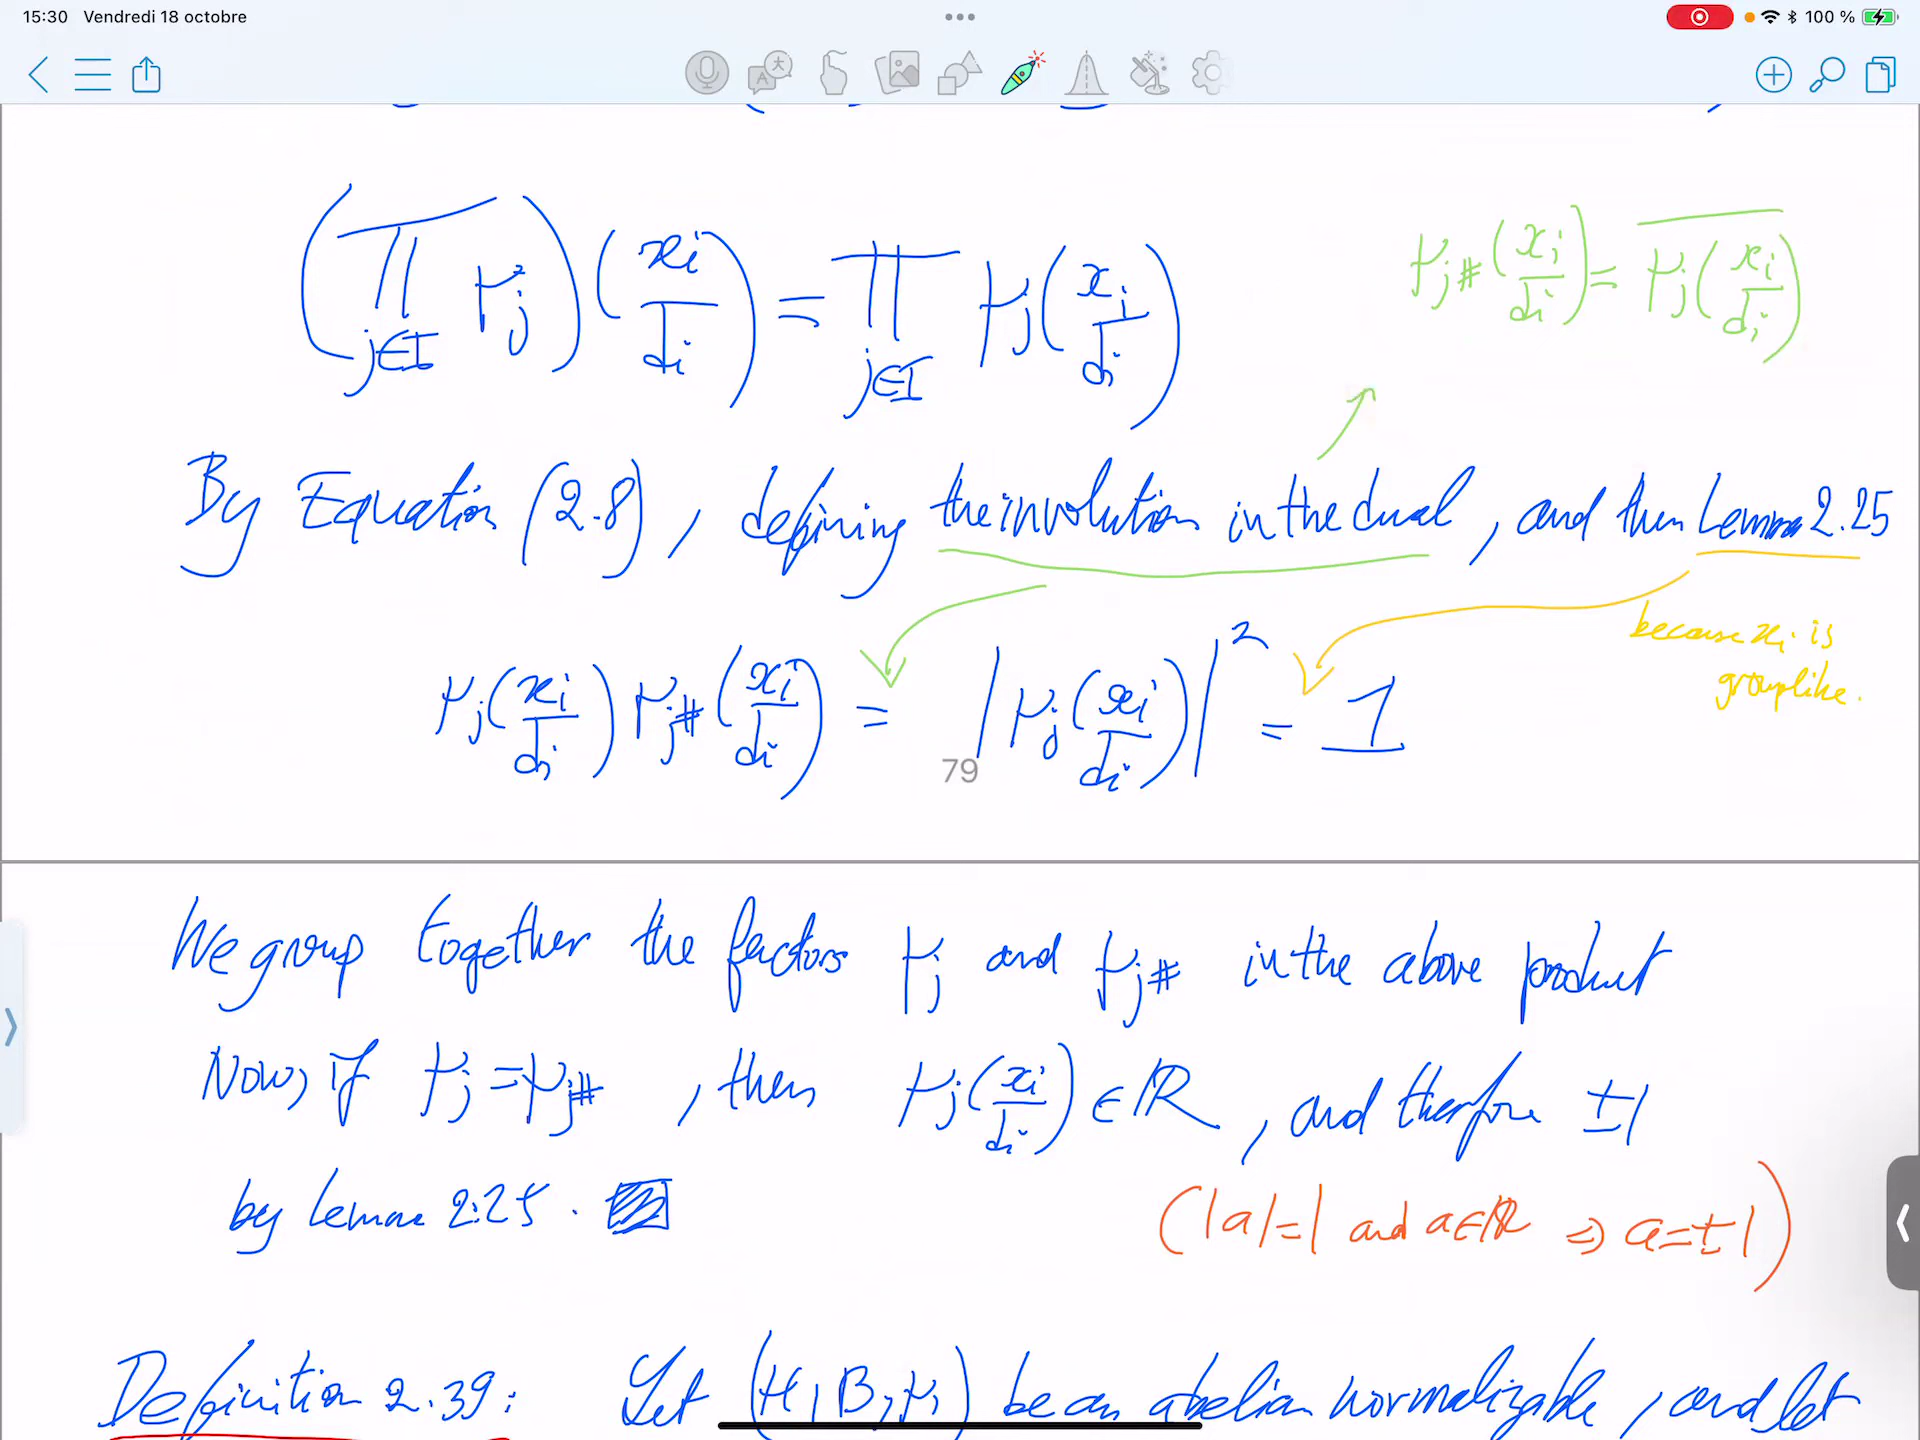 15:30 Vendredi 18 octobre 100 %
(∏_{j∈I} μ_j)(x_i/d_i) = ∏_{j∈I} μ_j(x_i/d_i)
μ_{j#}(x_i/d_i) = \overline{μ_j(x_i/d_i)}
By Equation (2.8), defining the involution in the dual, and then Lemma 2.25
because x_i is
grouplike.
μ_j(x_i/d_i) μ_{j#}(x_i/d_i) = |μ_j(x_i/d_i)|² = 1
79
We group together the factors μ_j and μ_{j#} in the above product
Now, if μ_j = μ_{j#}, then μ_j(x_i/d_i) ∈ ℝ, and therefore ±1
by Lemma 2.25.
(|a|=1 and a∈ℝ ⇒ a=±1)
Definition 2.39: Let (H, B, μ) be an abelian normalizable, and let